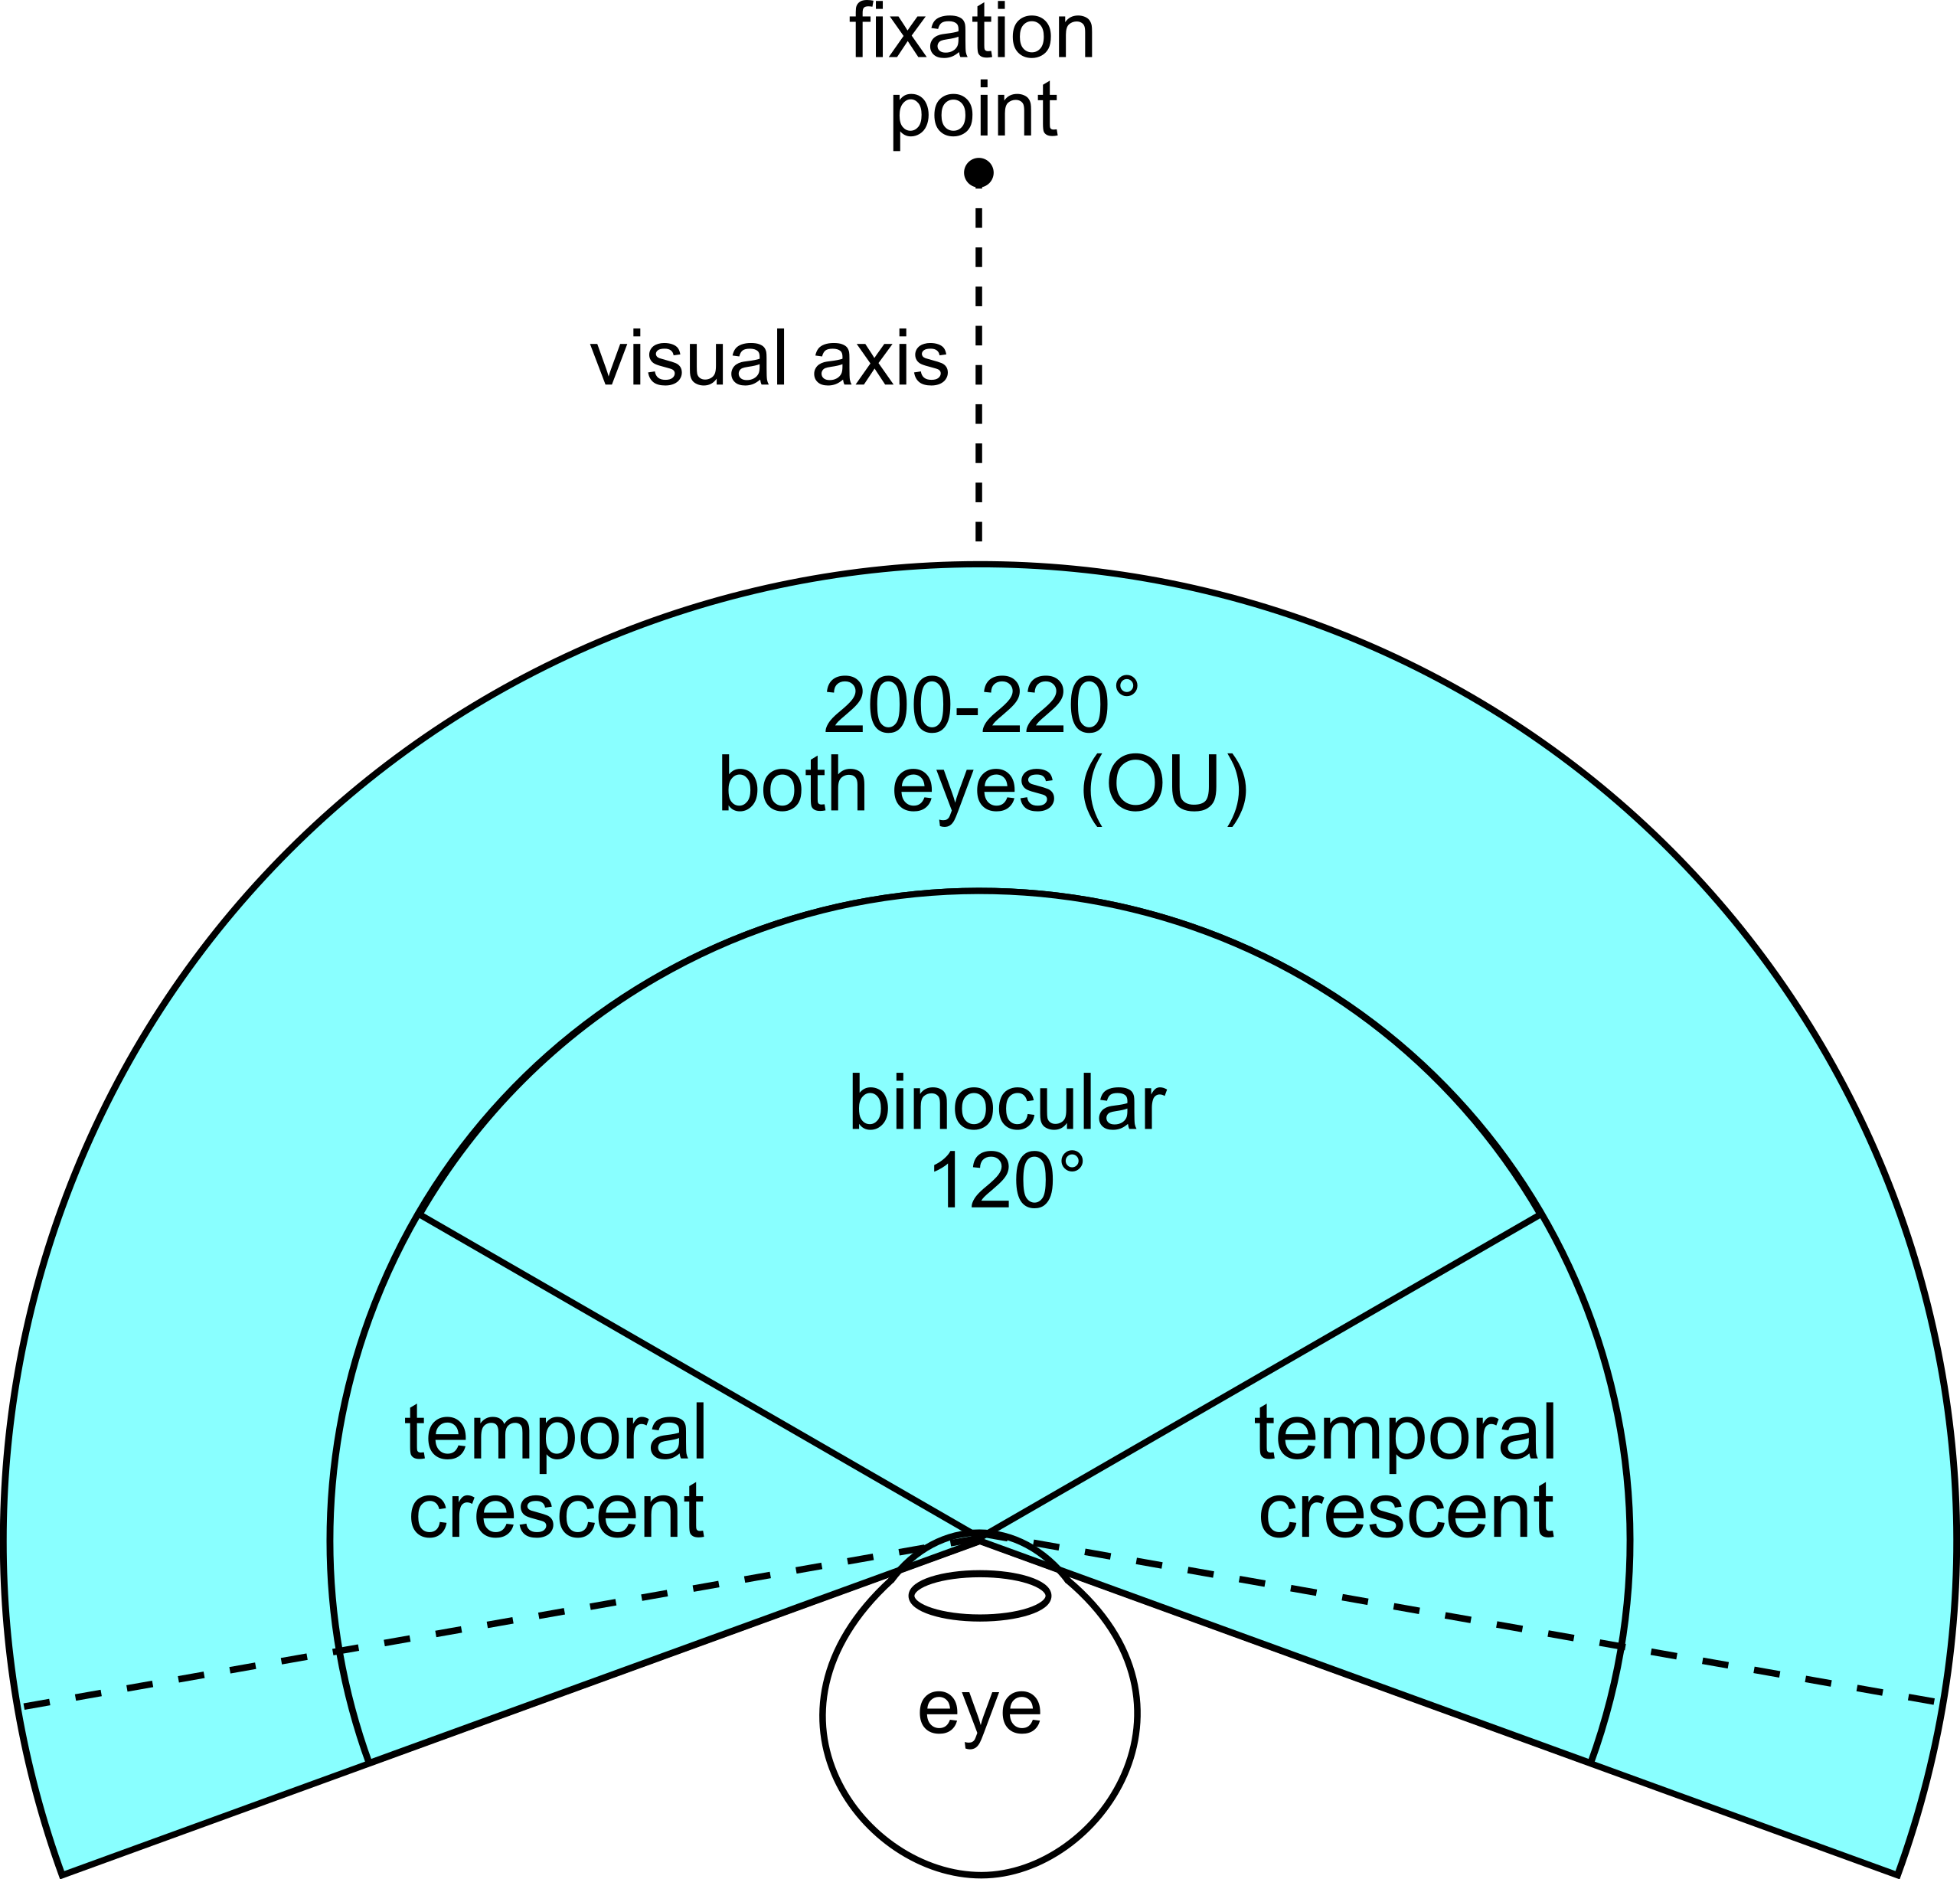 fixation
point
visual axis
200-220°
both eyes (OU)
binocular
120°
temporal
crescent
temporal
crescent
eye